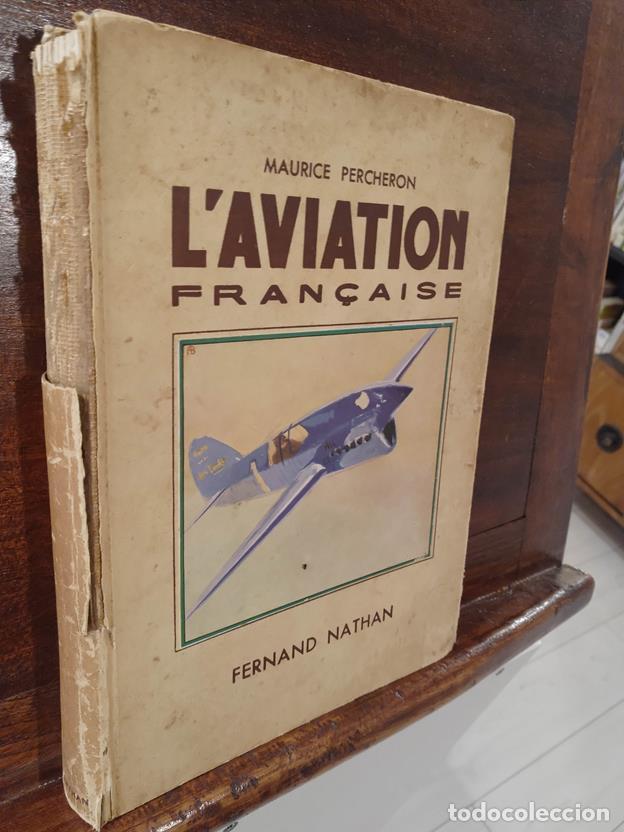 MAURICE PERCHERON
L'AVIATION
FRANÇAISE
FERNAND NATHAN
todocoleccion